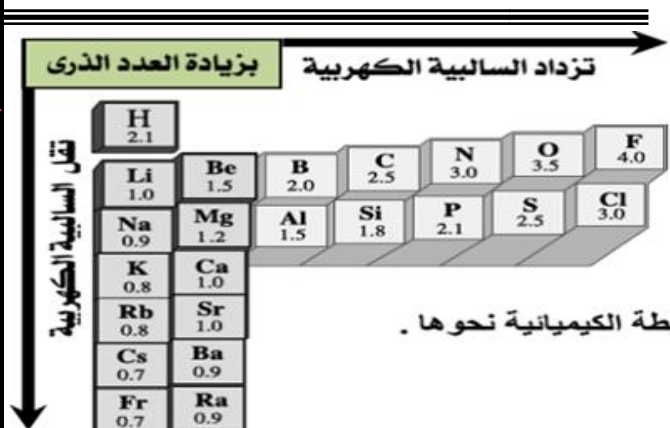 بزيادة العدد الذرى
تزداد السالبية الكهربية
تقل السالبية الكهربية
H
2.1
Li Be B C N O F
1.0 1.5 2.0 2.5 3.0 3.5 4.0
Na Mg Al Si P S Cl
0.9 1.2 1.5 1.8 2.1 2.5 3.0
K Ca
0.8 1.0
Rb Sr
0.8 1.0
Cs Ba
0.7 0.9
Fr Ra
0.7 0.9
الكيميائية نحوها .